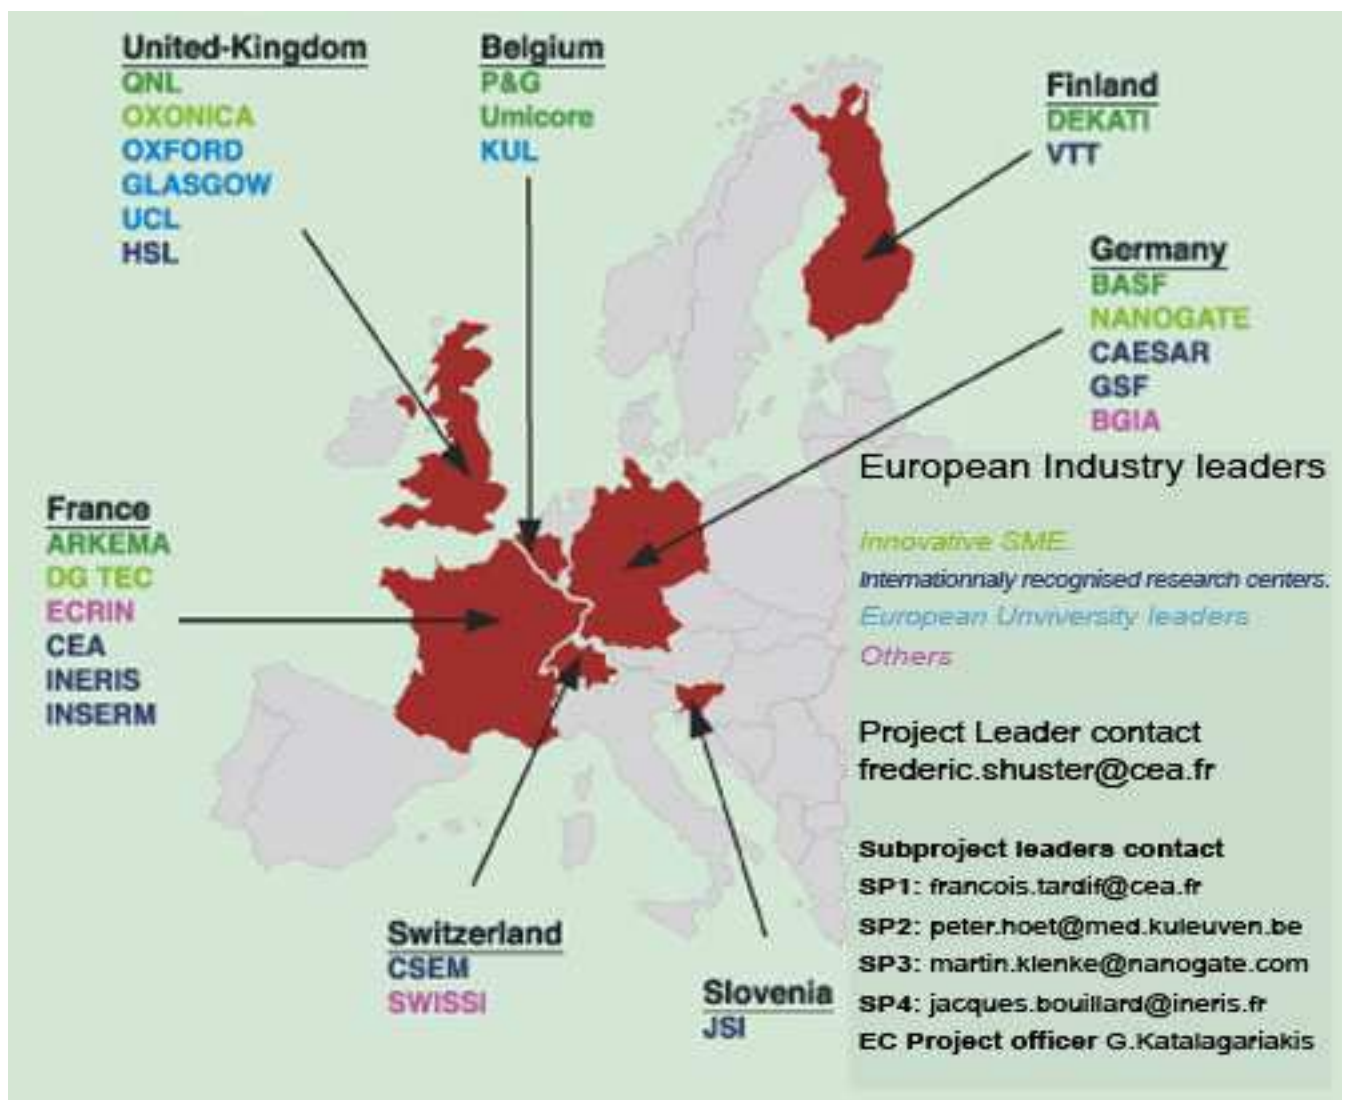 United-Kingdom
QNL
OXONICA
OXFORD
GLASGOW
UCL
HSL
Belgium
P&G
Umicore
KUL
Finland
DEKATI
VTT
Germany
BASF
NANOGATE
CAESAR
GSF
BGIA
France
ARKEMA
DG TEC
ECRIN
CEA
INERIS
INSERM
Switzerland
CSEM
SWISSI
Slovenia
JSI
European Industry leaders
Innovative SME.
Internationnaly recognised research centers.
European Unviversity leaders
Others
Project Leader contact
frederic.shuster@cea.fr
Subproject leaders contact
SP1: francois.tardif@cea.fr
SP2: peter.hoet@med.kuleuven.be
SP3: martin.klenke@nanogate.com
SP4: jacques.bouillard@ineris.fr
EC Project officer G.Katalagariakis